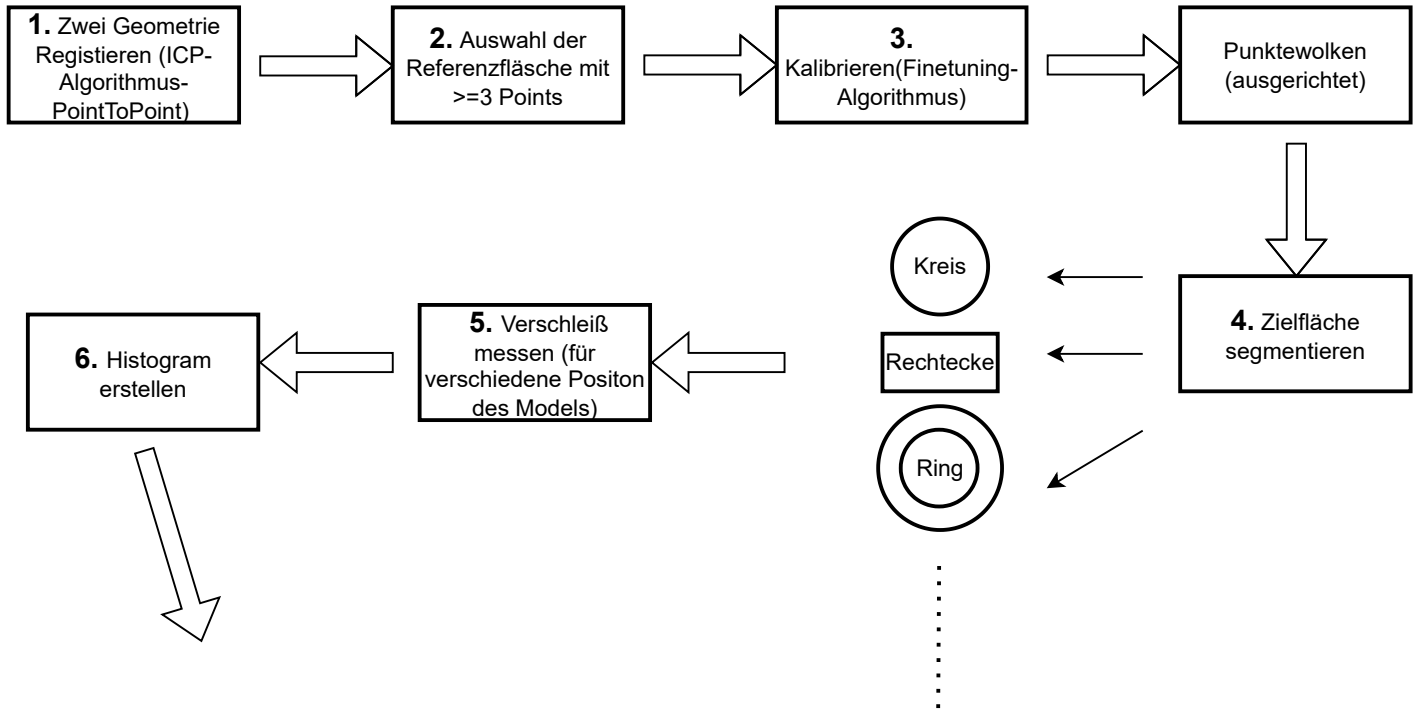 1. Zwei Geometrie
Registieren (ICP-
Algorithmus-
PointToPoint)
2. Auswahl der
Referenzfläsche mit
>=3 Points
3.
Kalibrieren(Finetuning-
Algorithmus)
Punktewolken
(ausgerichtet)
4. Zielfläche
segmentieren
Kreis
Rechtecke
Ring
5. Verschleiß
messen (für
verschiedene Positon
des Models)
6. Histogram
erstellen